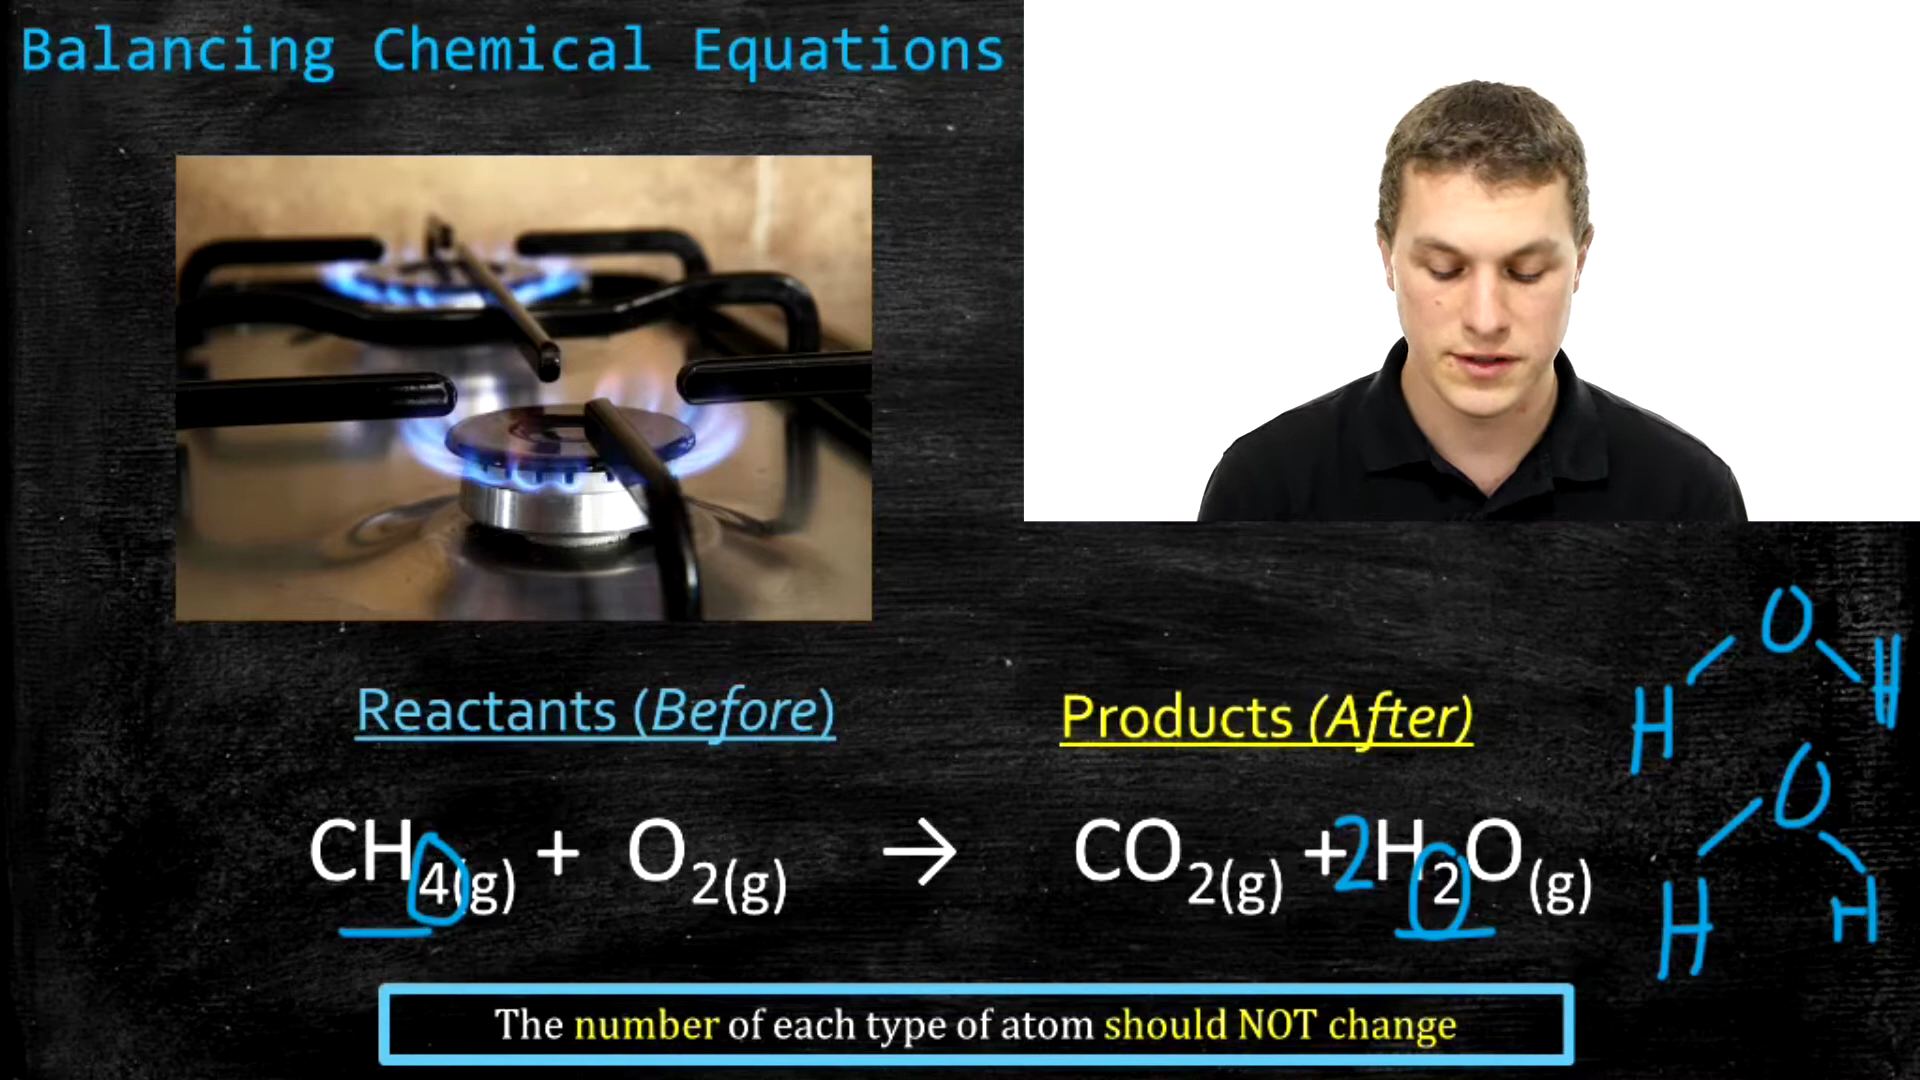 Balancing Chemical Equations
Reactants (Before)
Products (After)
CH4(g) + O2(g) → CO2(g) +2H2O(g)
O
H H
O
H H
The number of each type of atom should NOT change